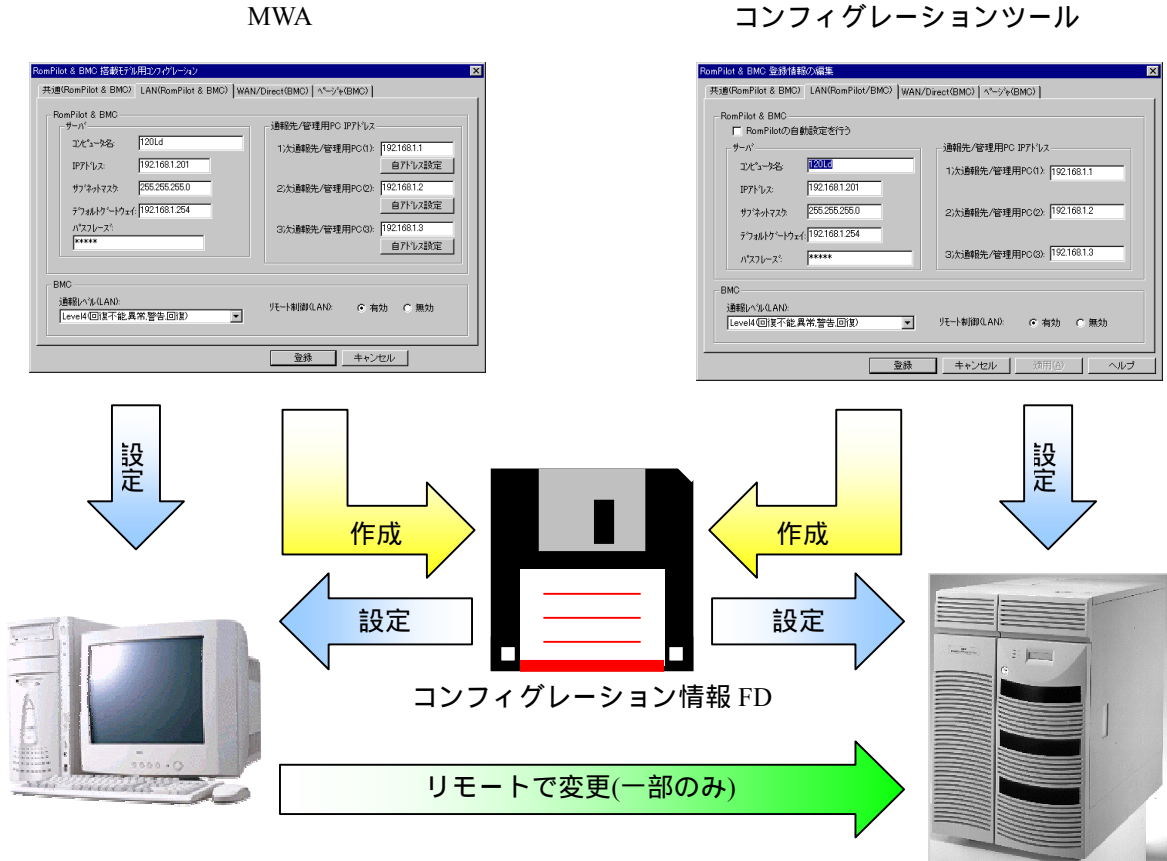 MWA
コンフィグレーションツール
RomPilot & BMC 搭載モデル用コンフィグレーション
共通(RomPilot & BMC)
LAN(RomPilot & BMC)
WAN/Direct(BMC)
ページャ(BMC)
RomPilot & BMC
サーバ
コンピュータ名:
120Ld
IPアドレス:
192.168.1.201
サブネットマスク:
255.255.255.0
デフォルトゲートウェイ:
192.168.1.254
パスフレーズ:
*****
通報先/管理用PC IPアドレス
1次通報先/管理用PC(1):
192.168.1.1
自アドレス設定
2次通報先/管理用PC(2):
192.168.1.2
自アドレス設定
3次通報先/管理用PC(3):
192.168.1.3
自アドレス設定
BMC
通報レベル(LAN):
Level4(回復不能,異常,警告,回復)
リモート制御(LAN):
有効
無効
登録
キャンセル
RomPilot & BMC 登録情報の編集
共通(RomPilot & BMC)
LAN(RomPilot/BMC)
WAN/Direct(BMC)
ページャ(BMC)
RomPilot & BMC
RomPilotの自動設定を行う
サーバ
コンピュータ名:
120Ld
IPアドレス:
192.168.1.201
サブネットマスク:
255.255.255.0
デフォルトゲートウェイ:
192.168.1.254
パスフレーズ:
*****
通報先/管理用PC IPアドレス
1次通報先/管理用PC(1):
192.168.1.1
2次通報先/管理用PC(2):
192.168.1.2
3次通報先/管理用PC(3):
192.168.1.3
BMC
通報レベル(LAN):
Level4(回復不能,異常,警告,回復)
リモート制御(LAN):
有効
無効
登録
キャンセル
適用(A)
ヘルプ
設定
作成
作成
設定
設定
設定
コンフィグレーション情報 FD
リモートで変更(一部のみ)